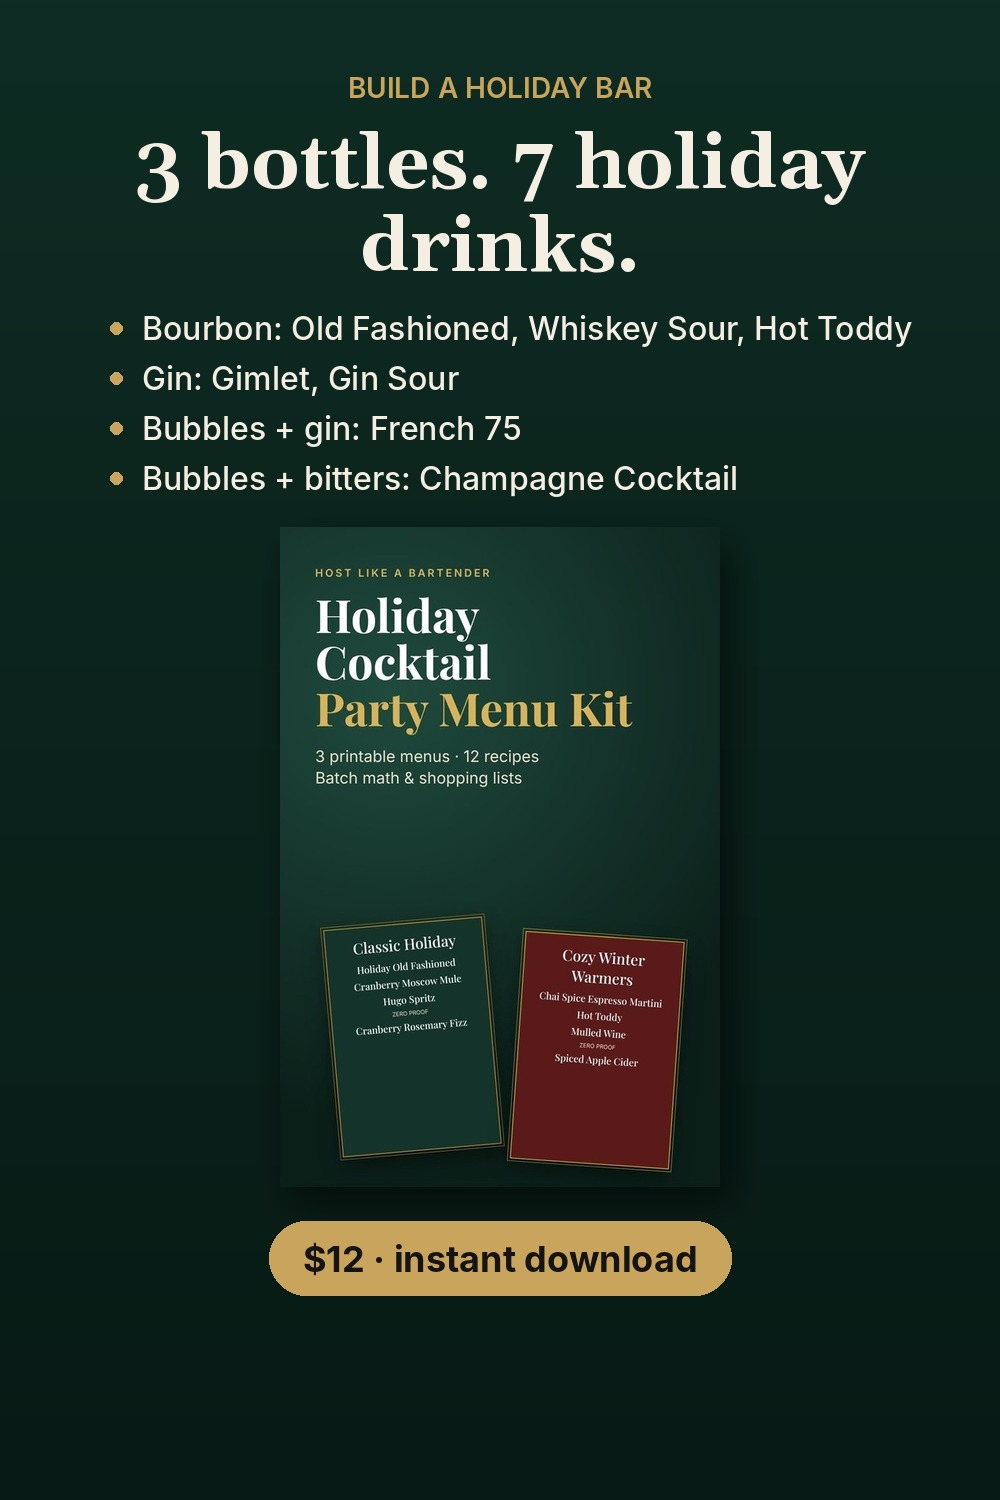 BUILD A HOLIDAY BAR
3 bottles. 7 holiday
drinks.
Bourbon: Old Fashioned, Whiskey Sour, Hot Toddy
Gin: Gimlet, Gin Sour
Bubbles + gin: French 75
Bubbles + bitters: Champagne Cocktail
HOST LIKE A BARTENDER
Holiday
Cocktail
Party Menu Kit
3 printable menus · 12 recipes
Batch math & shopping lists
Classic Holiday
Holiday Old Fashioned
Cranberry Moscow Mule
Hugo Spritz
ZERO PROOF
Cranberry Rosemary Fizz
Cozy Winter
Warmers
Chai Spice Espresso Martini
Hot Toddy
Mulled Wine
ZERO PROOF
Spiced Apple Cider
$12 · instant download